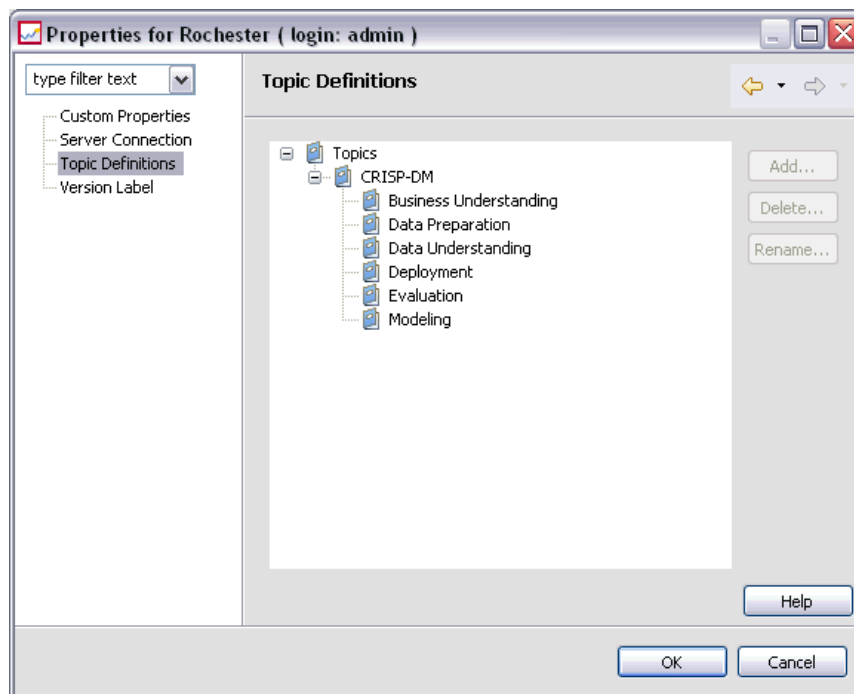 Properties for Rochester ( login: admin )
type filter text
Custom Properties
Server Connection
Topic Definitions
Version Label
Topic Definitions
Topics
CRISP-DM
Business Understanding
Data Preparation
Data Understanding
Deployment
Evaluation
Modeling
Add...
Delete...
Rename...
Help
OK
Cancel